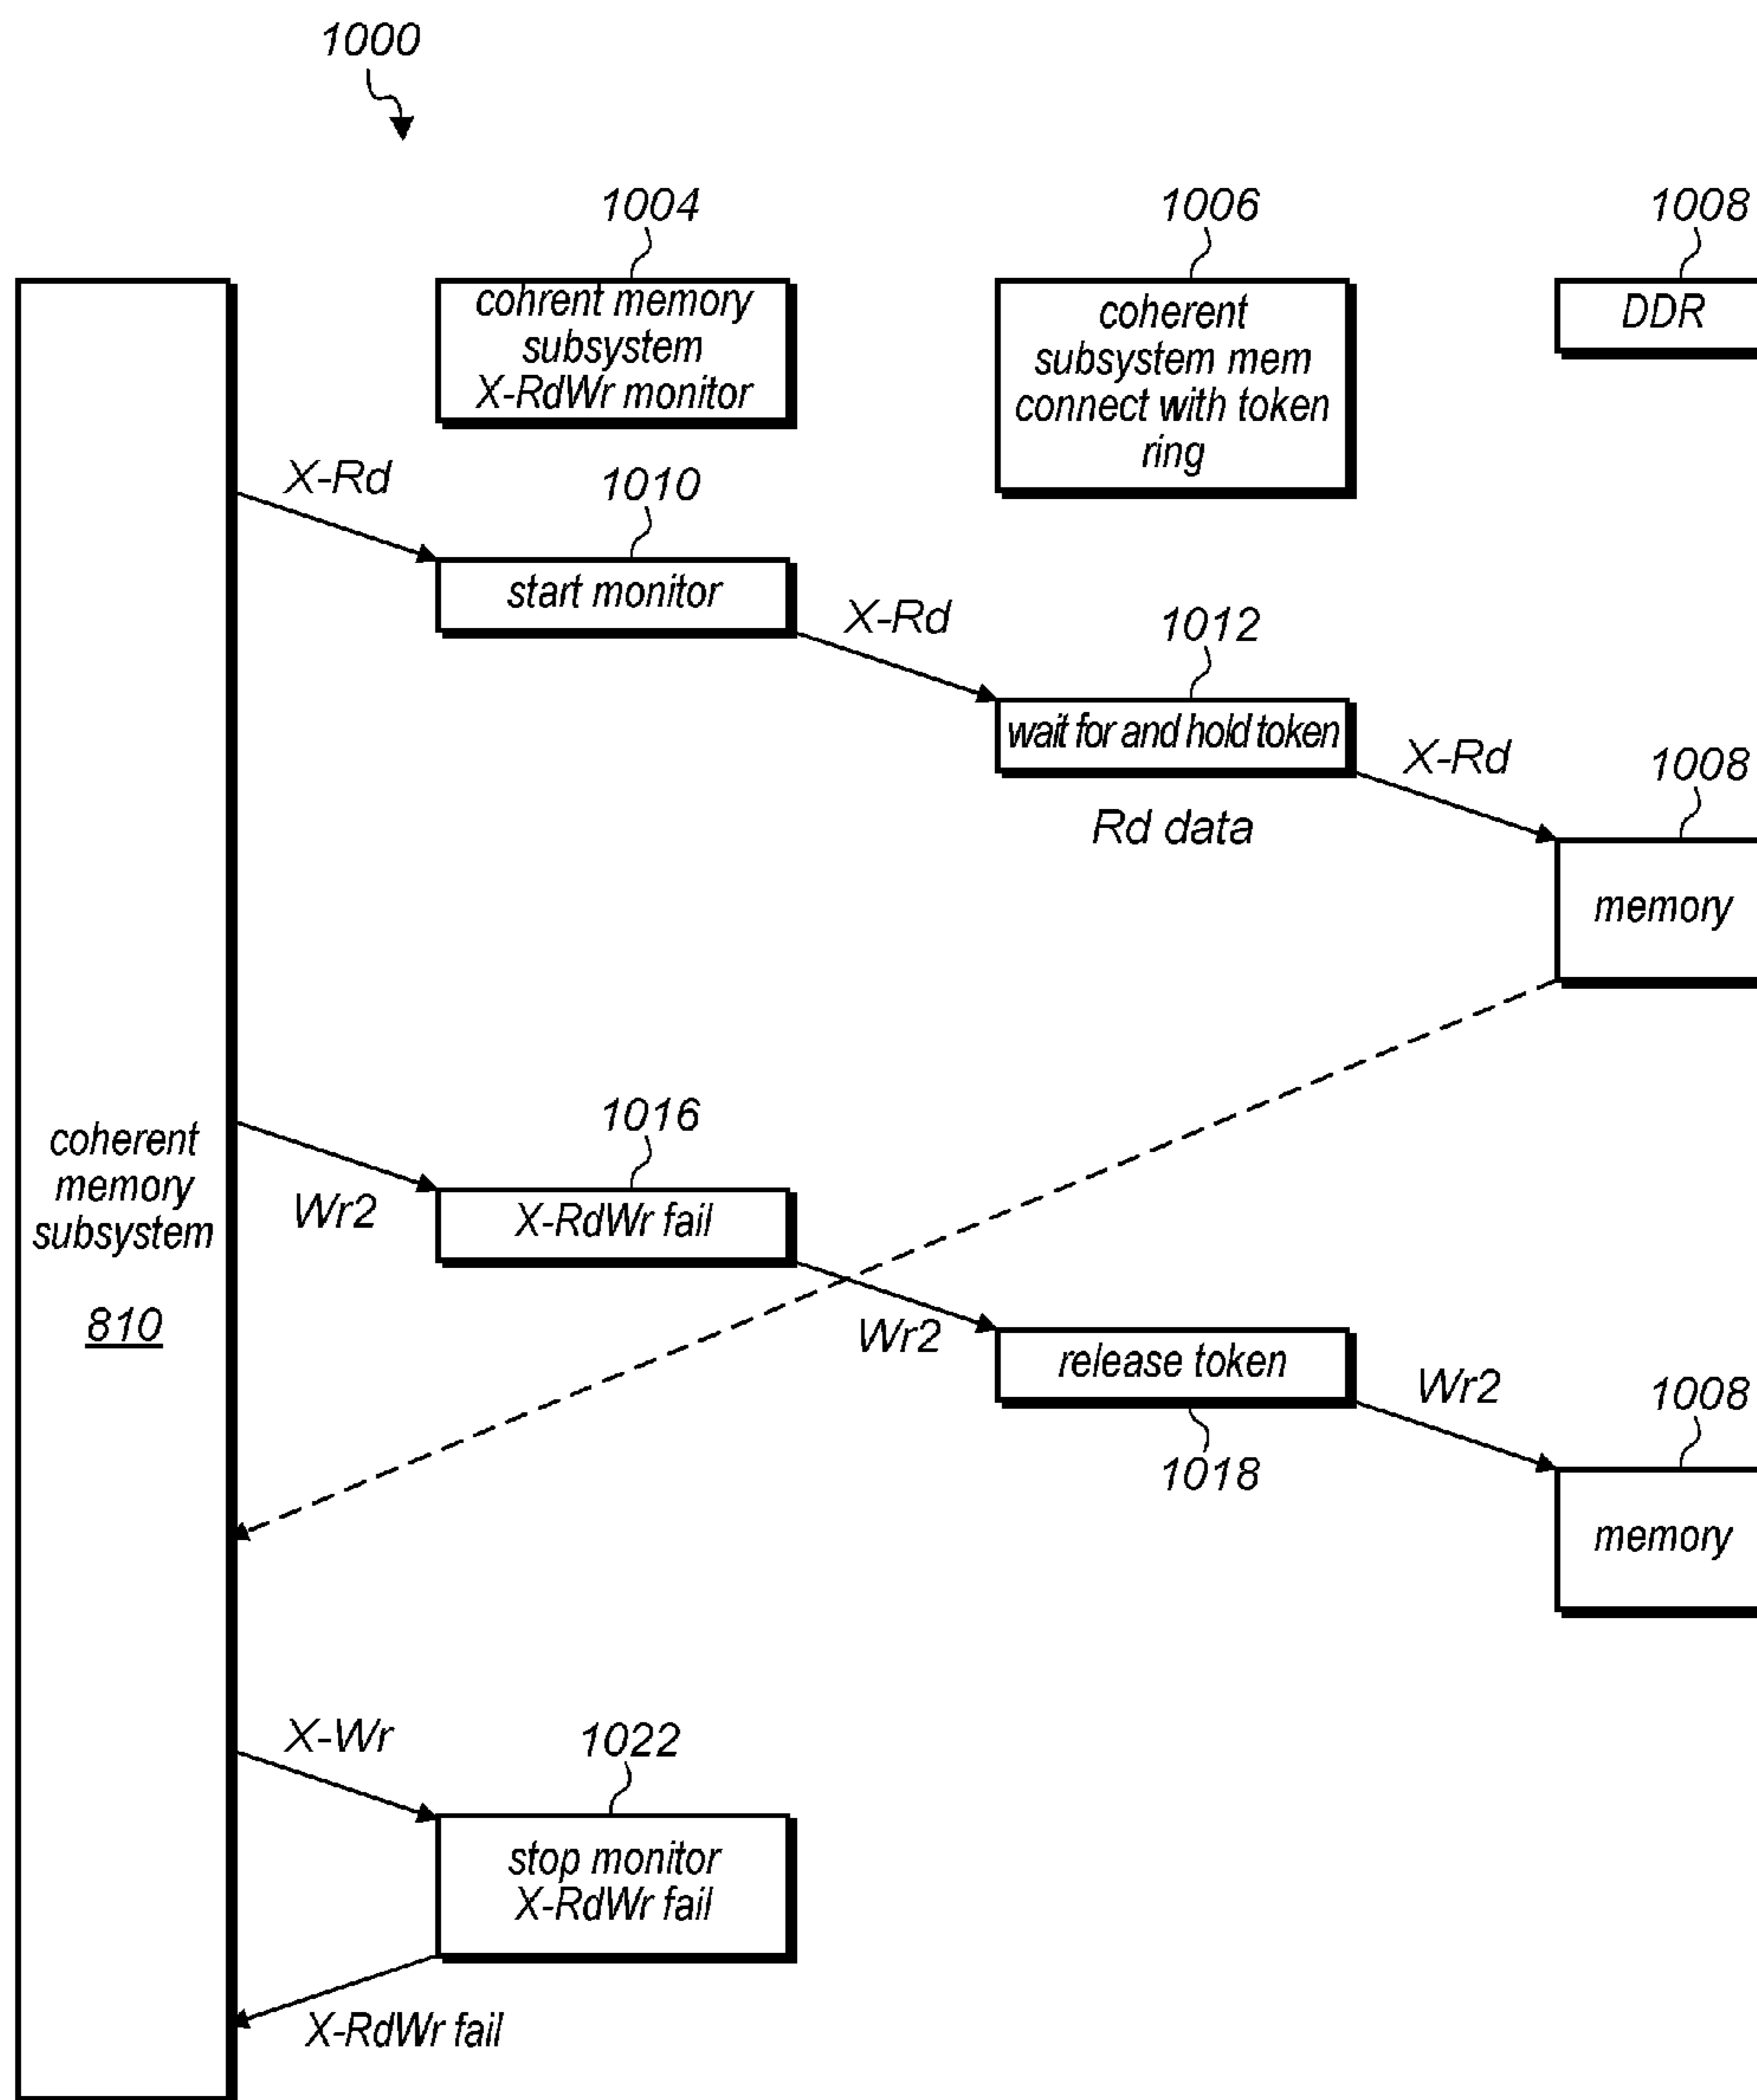 1000
1004
1006
1008
cohrent memory
subsystem
X-RdWr monitor
coherent
subsystem mem
connect with token
ring
DDR
X-Rd
1010
start monitor
X-Rd
1012
wait for and hold token
X-Rd
1008
Rd data
memory
coherent
memory
subsystem
810
1016
Wr2
X-RdWr fail
Wr2
release token
1018
Wr2
1008
memory
X-Wr
1022
stop monitor
X-RdWr fail
X-RdWr fail